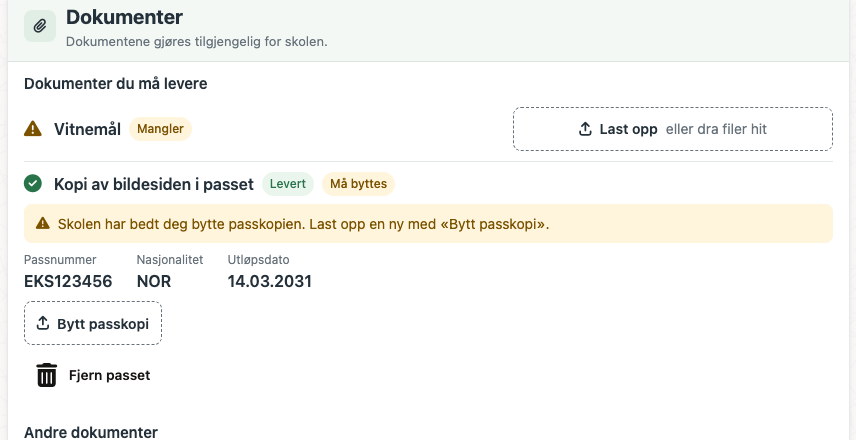 Dokumenter
Dokumentene gjøres tilgjengelig for skolen.
Dokumenter du må levere
Vitnemål Mangler Last opp eller dra filer hit
Kopi av bildesiden i passet Levert Må byttes
Skolen har bedt deg bytte passkopien. Last opp en ny med «Bytt passkopi».
Passnummer Nasjonalitet Utløpsdato
EKS123456 NOR 14.03.2031
Bytt passkopi
Fjern passet
Andre dokumenter